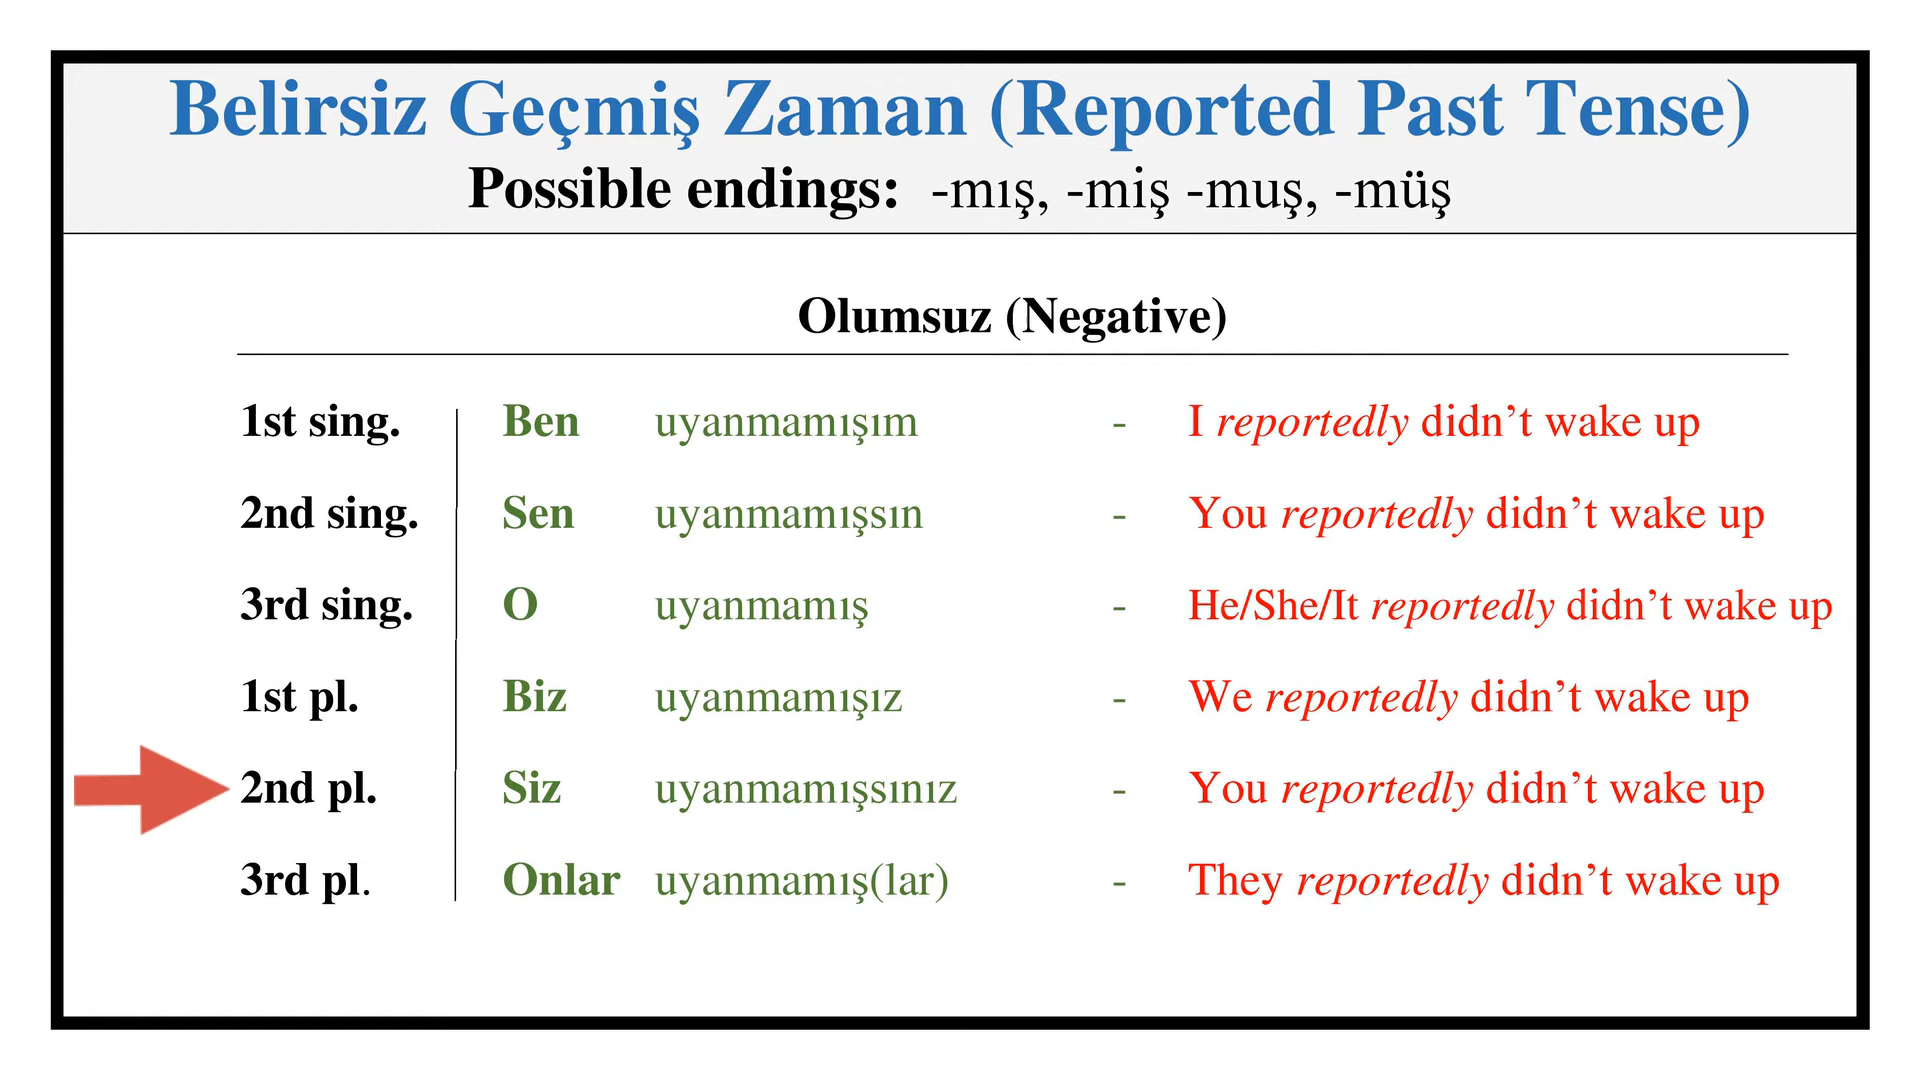 Belirsiz Geçmiş Zaman (Reported Past Tense)
Possible endings: -mış, -miş -muş, -müş
Olumsuz (Negative)
1st sing. Ben uyanmamışım - I reportedly didn’t wake up
2nd sing. Sen uyanmamışsın - You reportedly didn’t wake up
3rd sing. O uyanmamış - He/She/It reportedly didn’t wake up
1st pl. Biz uyanmamışız - We reportedly didn’t wake up
2nd pl. Siz uyanmamışsınız - You reportedly didn’t wake up
3rd pl. Onlar uyanmamış(lar) - They reportedly didn’t wake up